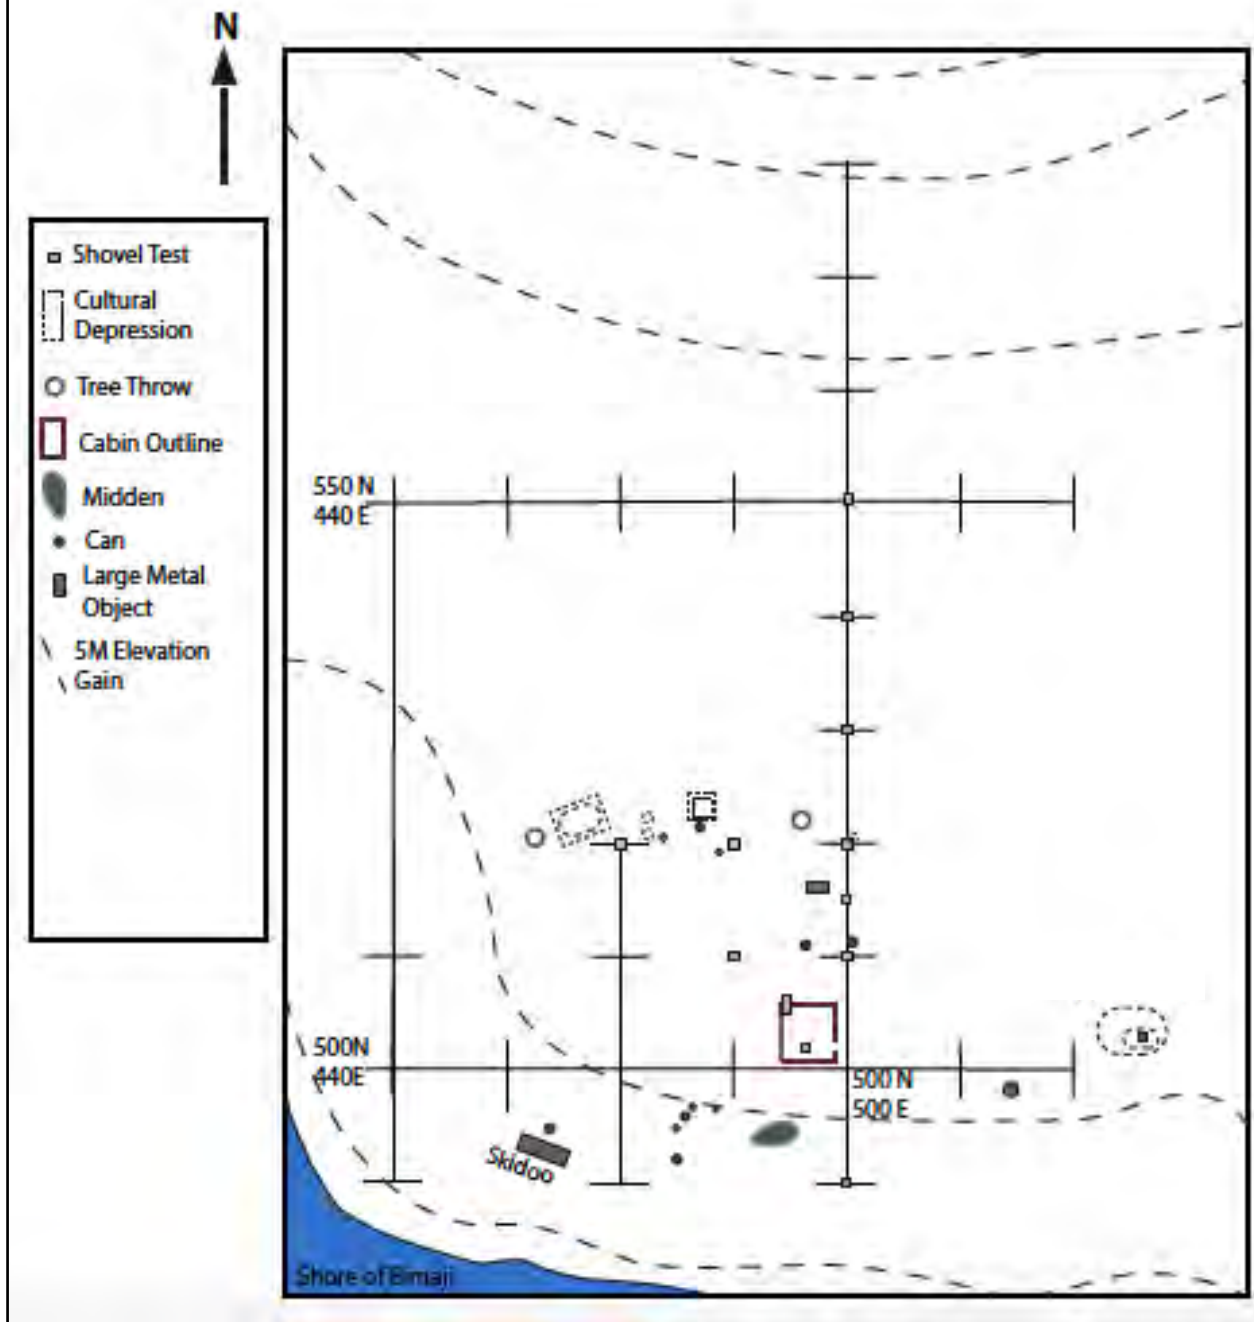 N
Shovel Test
Cultural
Depression
Tree Throw
Cabin Outline
Midden
Can
Large Metal
Object
5M Elevation
Gain
550 N
440 E
500N
440E
500 N
500 E
Skidoo
Shore of Bimaji